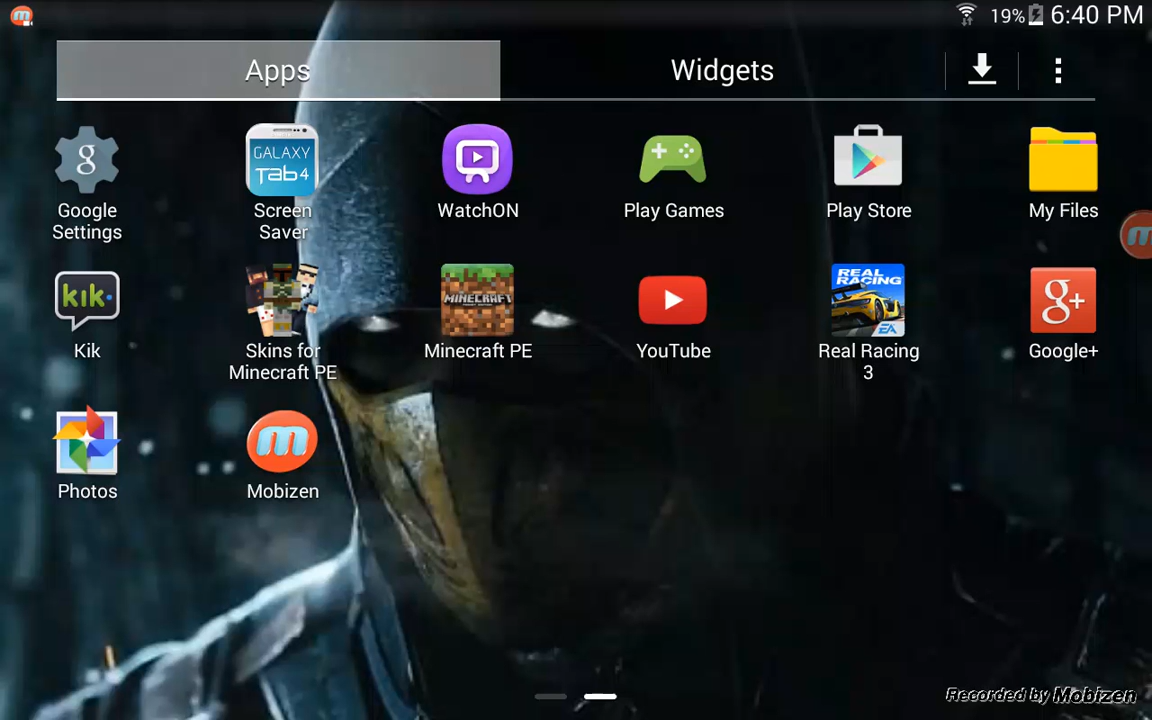 19% 6:40 PM
Apps
Widgets
g
GALAXY
Tab4
Google
Settings
Screen
Saver
WatchON
Play Games
Play Store
My Files
m
kik
MINECRAFT
REAL
RACING
EA
g+
Kik
Skins for
Minecraft PE
Minecraft PE
YouTube
Real Racing
3
Google+
m
Photos
Mobizen
Recorded by Mobizen